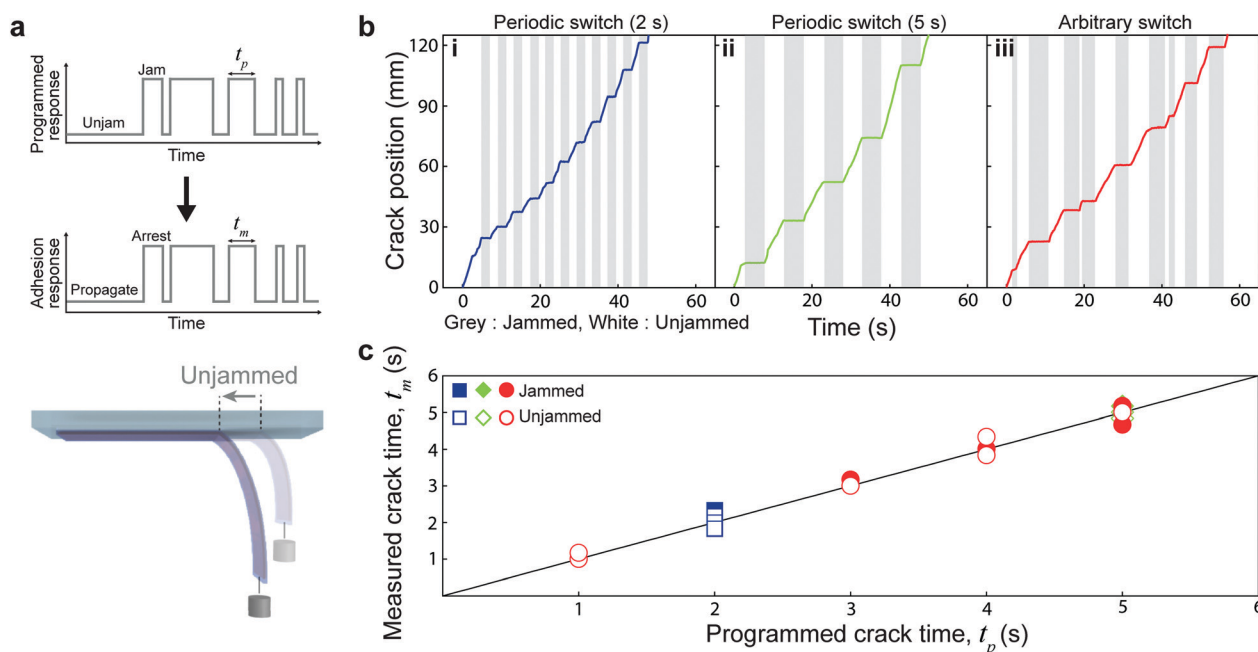 a
Programmed response
Jam
t_p
Unjam
Time
Adhesion response
Arrest
t_m
Propagate
Time
Unjammed
b
Periodic switch (2 s)
Periodic switch (5 s)
Arbitrary switch
i
ii
iii
Crack position (mm)
120
90
60
30
0
0 20 40 60
0 20 40 60
0 20 40 60
Grey : Jammed, White : Unjammed
Time (s)
c
Measured crack time, t_m (s)
6
5
4
3
2
1
Jammed
Unjammed
1 2 3 4 5 6
Programmed crack time, t_p (s)